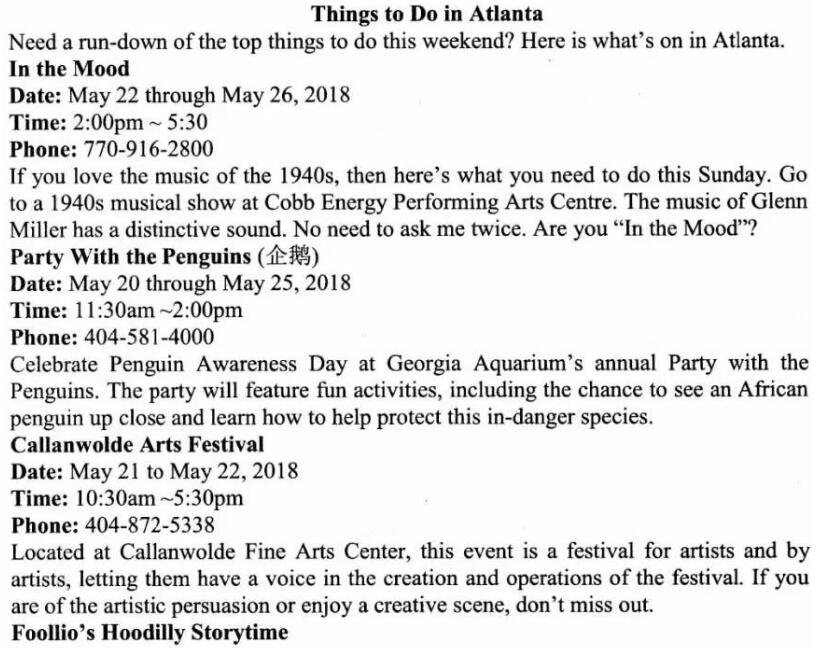 Things to Do in Atlanta
Need a run-down of the top things to do this weekend? Here is what's on in Atlanta.
In the Mood
Date: May 22 through May 26, 2018
Time: 2:00pm ~ 5:30
Phone: 770-916-2800
If you love the music of the 1940s, then here's what you need to do this Sunday. Go
to a 1940s musical show at Cobb Energy Performing Arts Centre. The music of Glenn
Miller has a distinctive sound. No need to ask me twice. Are you “In the Mood”?
Party With the Penguins (企鹅)
Date: May 20 through May 25, 2018
Time: 11:30am ~2:00pm
Phone: 404-581-4000
Celebrate Penguin Awareness Day at Georgia Aquarium's annual Party with the
Penguins. The party will feature fun activities, including the chance to see an African
penguin up close and learn how to help protect this in-danger species.
Callanwolde Arts Festival
Date: May 21 to May 22, 2018
Time: 10:30am ~5:30pm
Phone: 404-872-5338
Located at Callanwolde Fine Arts Center, this event is a festival for artists and by
artists, letting them have a voice in the creation and operations of the festival. If you
are of the artistic persuasion or enjoy a creative scene, don't miss out.
Foollio's Hoodilly Storytime